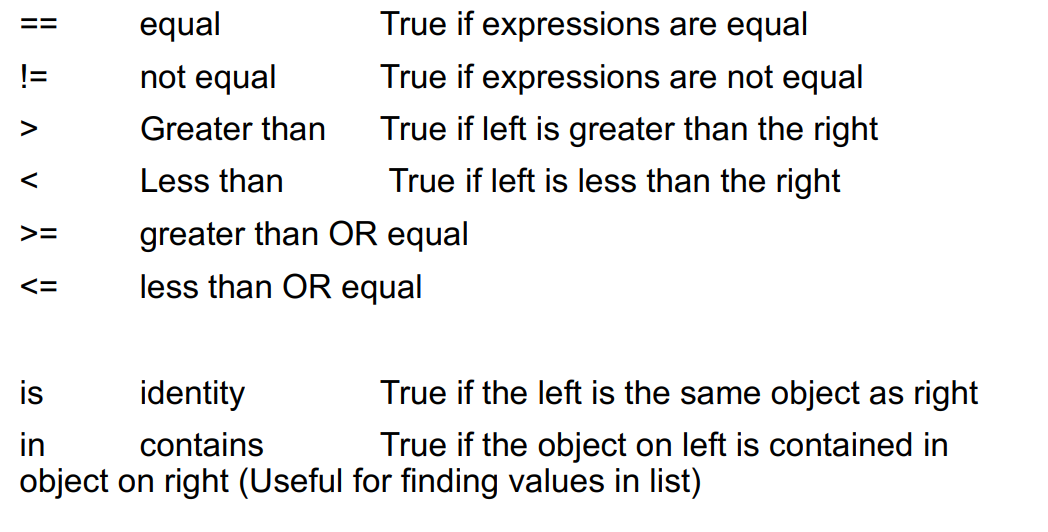 == equal True if expressions are equal
!= not equal True if expressions are not equal
> Greater than True if left is greater than the right
< Less than True if left is less than the right
>= greater than OR equal
<= less than OR equal
is identity True if the left is the same object as right
in contains True if the object on left is contained in
object on right (Useful for finding values in list)